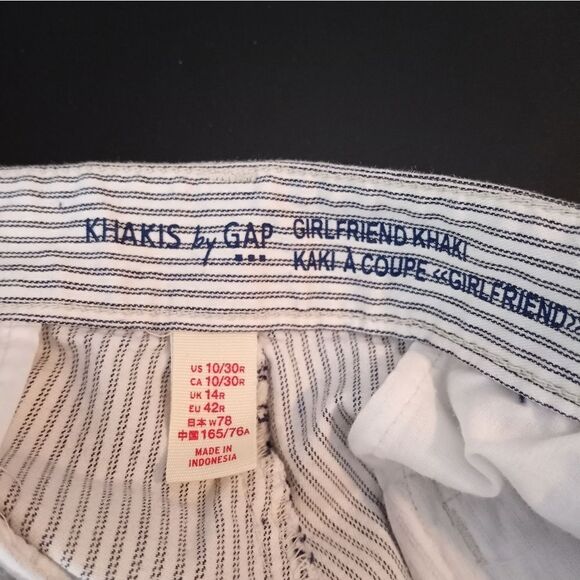 KHAKIS by GAP
GIRLFRIEND KHAKI
KAKI À COUPE <<GIRLFRIEND>>
US 10/30R
CA 10/30R
UK 14R
EU 42R
日本 W78
中国 165/76A
MADE IN
INDONESIA